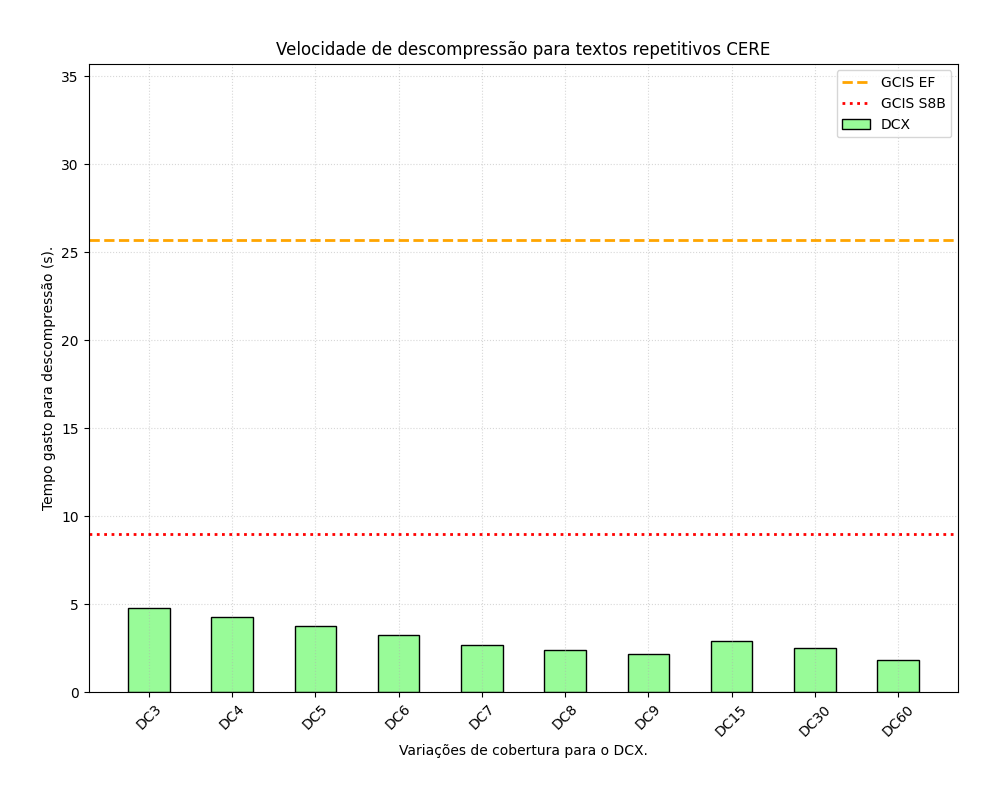 Velocidade de descompressão para textos repetitivos CERE
GCIS EF
GCIS S8B
DCX
Tempo gasto para descompressão (s).
35
30
25
20
15
10
5
0
DC3
DC4
DC5
DC6
DC7
DC8
DC9
DC15
DC30
DC60
Variações de cobertura para o DCX.